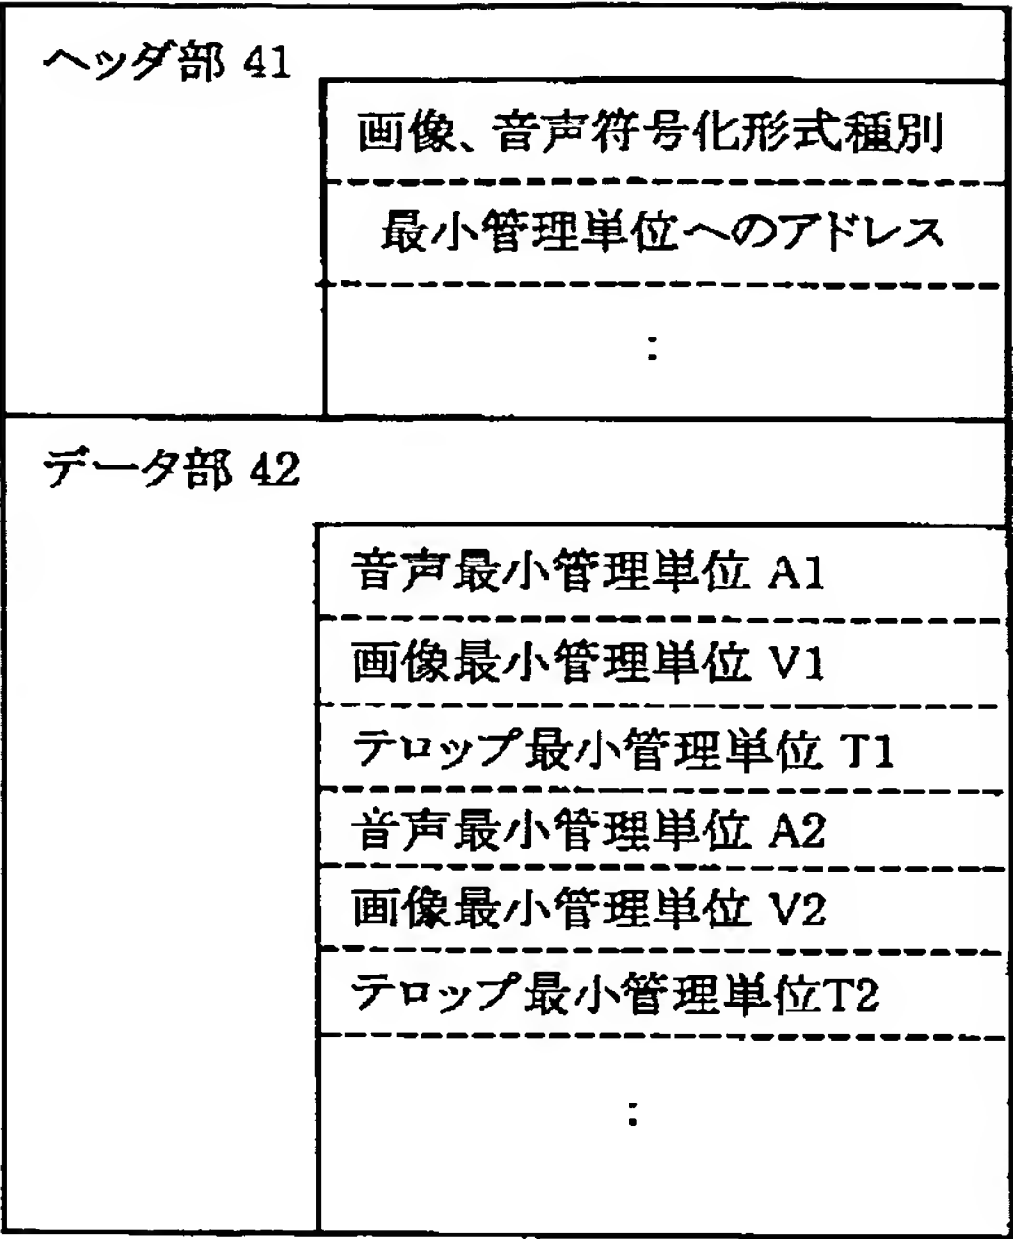 ヘッダ部 41
画像、音声符号化形式種別
最小管理単位へのアドレス
:
データ部 42
音声最小管理単位 A1
画像最小管理単位 V1
テロップ最小管理単位 T1
音声最小管理単位 A2
画像最小管理単位 V2
テロップ最小管理単位T2
: